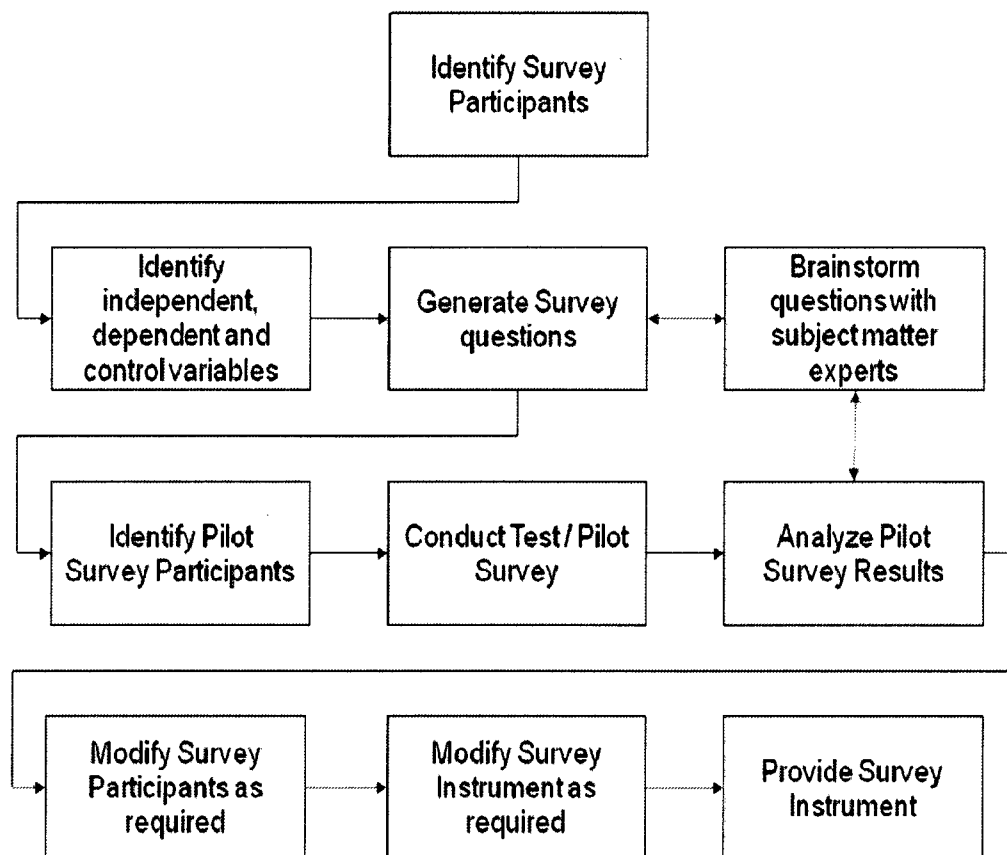 Identify Survey
Participants
Identify
independent,
dependent and
control variables
Generate Survey
questions
Brainstorm
questions with
subject matter
experts
Identify Pilot
Survey Participants
Conduct Test / Pilot
Survey
Analyze Pilot
Survey Results
Modify Survey
Participants as
required
Modify Survey
Instrument as
required
Provide Survey
Instrument